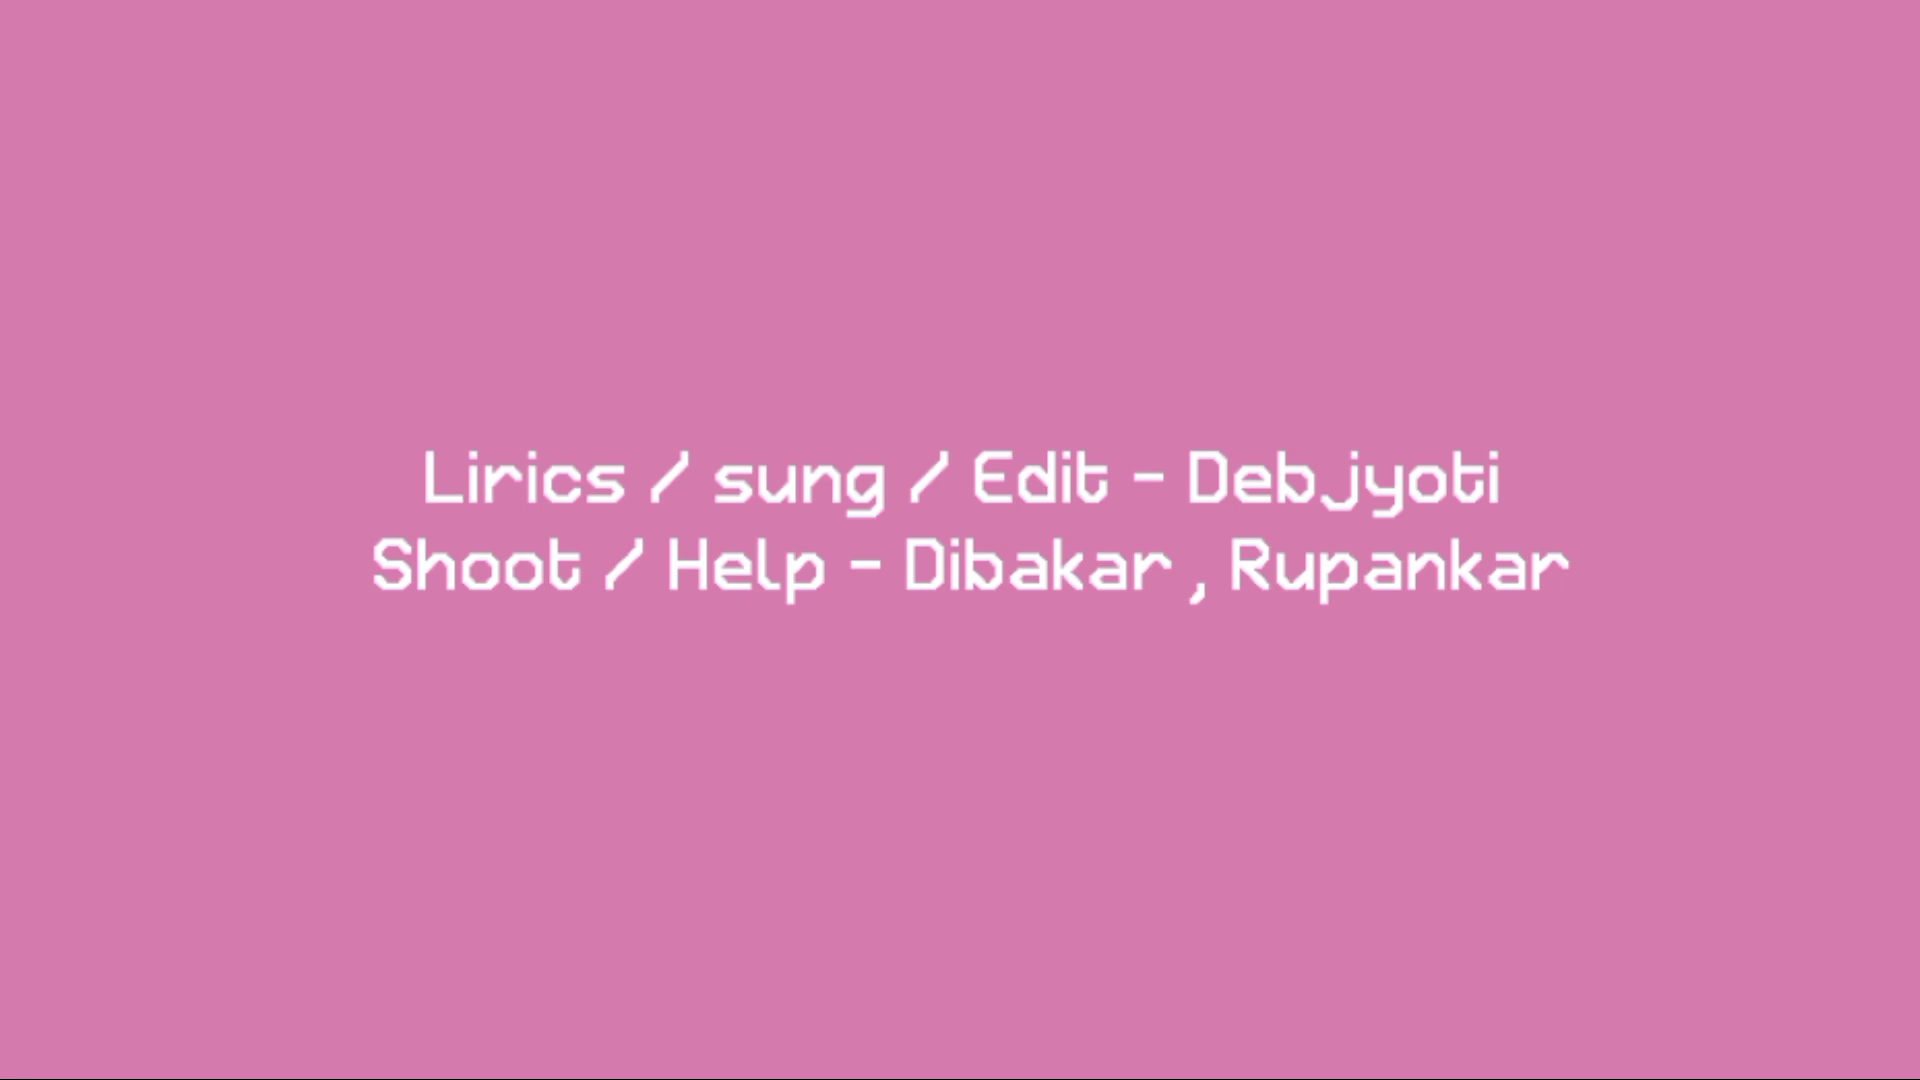 Lirics / sung / Edit - Debjyoti
Shoot / Help - Dibakar , Rupankar